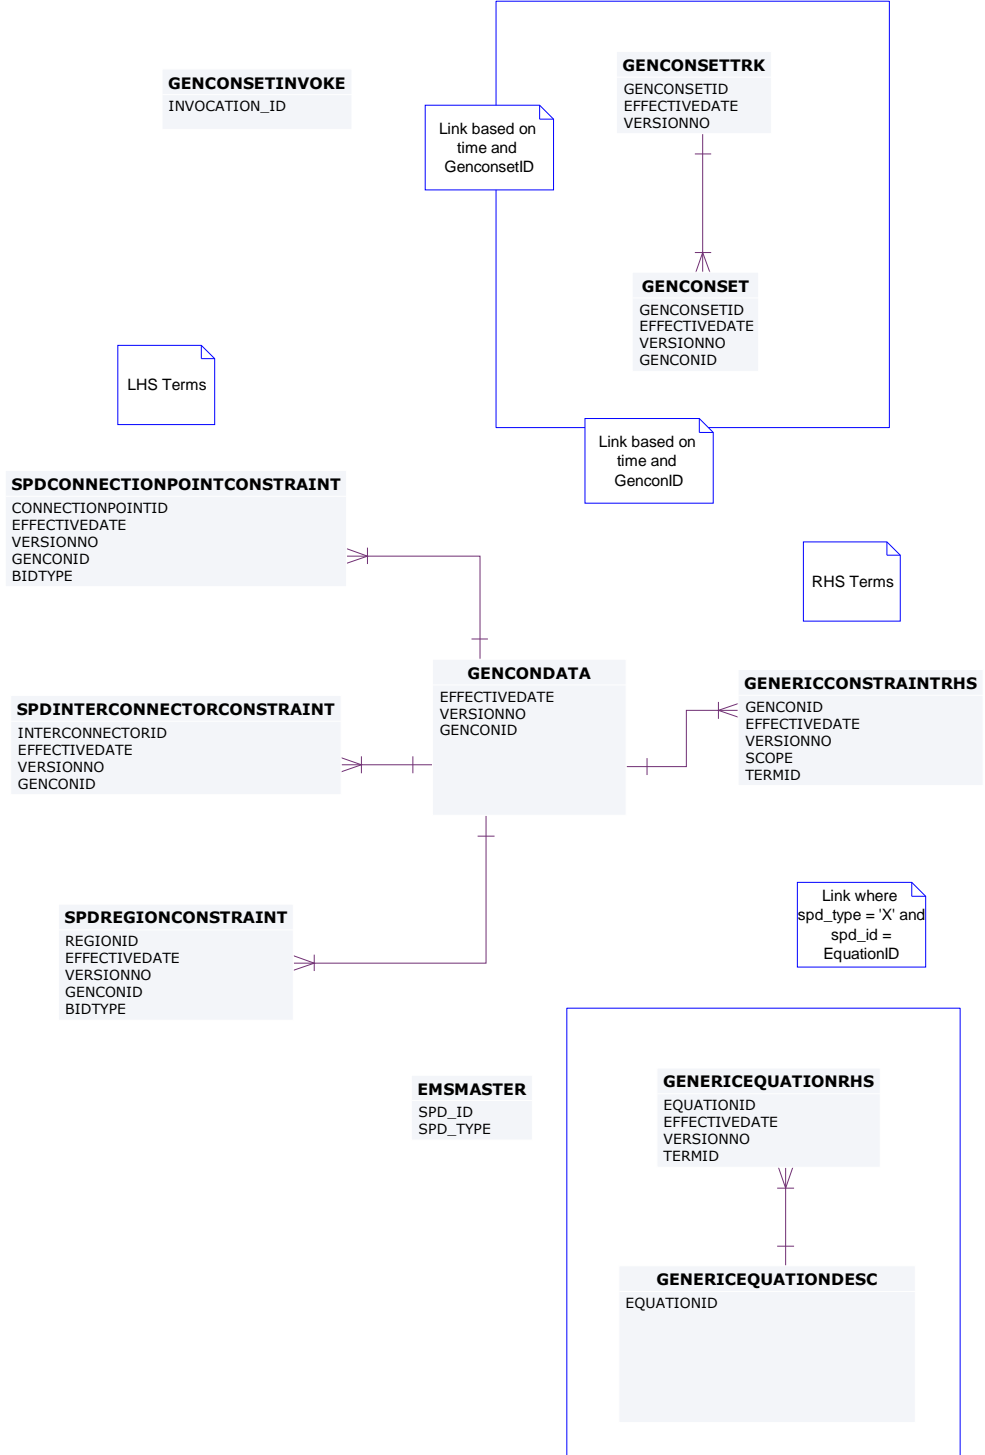 GENCONSETINVOKE
INVOCATION_ID
Link based on
time and
GenconsetID
GENCONSETTRK
GENCONSETID
EFFECTIVEDATE
VERSIONNO
GENCONSET
GENCONSETID
EFFECTIVEDATE
VERSIONNO
GENCONID
LHS Terms
Link based on
time and
GenconID
SPDCONNECTIONPOINTCONSTRAINT
CONNECTIONPOINTID
EFFECTIVEDATE
VERSIONNO
GENCONID
BIDTYPE
RHS Terms
GENCONDATA
EFFECTIVEDATE
VERSIONNO
GENCONID
GENERICCONSTRAINTRHS
GENCONID
EFFECTIVEDATE
VERSIONNO
SCOPE
TERMID
SPDINTERCONNECTORCONSTRAINT
INTERCONNECTORID
EFFECTIVEDATE
VERSIONNO
GENCONID
SPDREGIONCONSTRAINT
REGIONID
EFFECTIVEDATE
VERSIONNO
GENCONID
BIDTYPE
Link where
spd_type = 'X' and
spd_id =
EquationID
EMSMASTER
SPD_ID
SPD_TYPE
GENERICEQUATIONRHS
EQUATIONID
EFFECTIVEDATE
VERSIONNO
TERMID
GENERICEQUATIONDESC
EQUATIONID